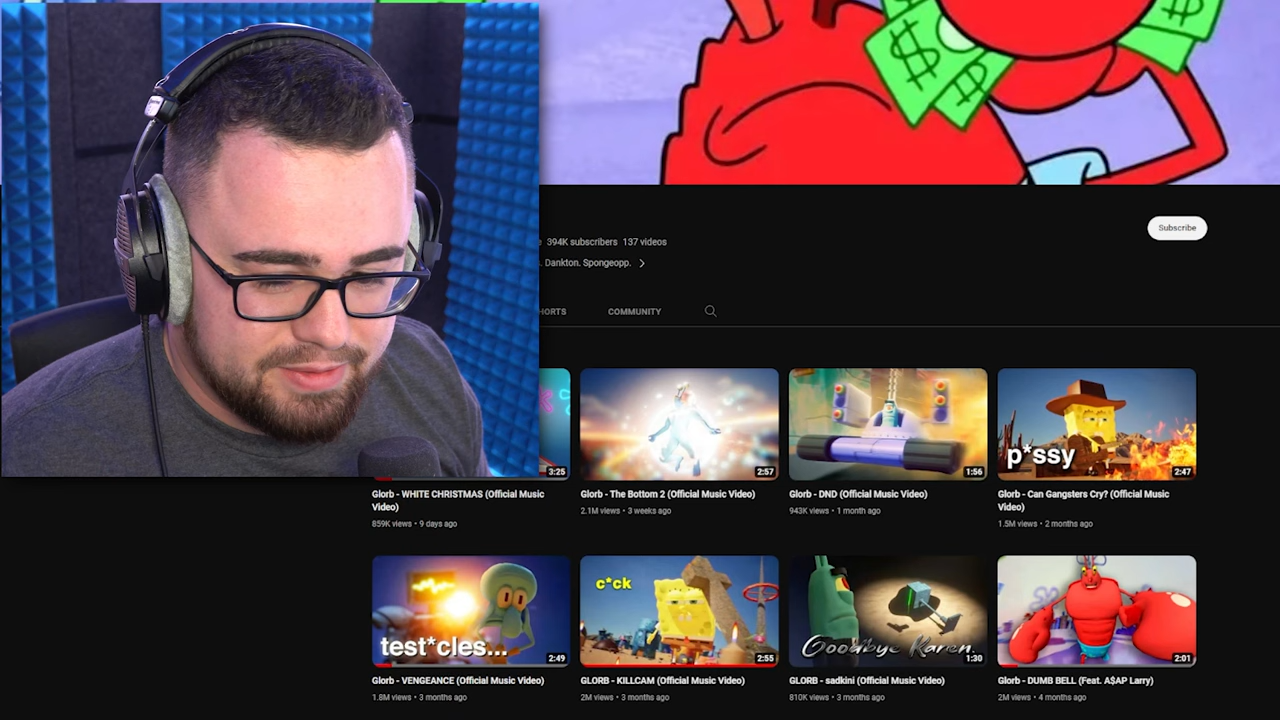 394K subscribers 137 videos
Subscribe
. Dankton. Spongeopp.
HORTS COMMUNITY
p*ssy
3:25 2:57 1:56 2:47
Glorb - WHITE CHRISTMAS (Official Music
Video)
859K views • 9 days ago
Glorb - The Bottom 2 (Official Music Video)
2.1M views • 3 weeks ago
Glorb - DND (Official Music Video)
943K views • 1 month ago
Glorb - Can Gangsters Cry? (Official Music
Video)
1.5M views • 2 months ago
test*cles...
2:49
c*ck
2:55
Goodbye Karen.
1:30
2:01
Glorb - VENGEANCE (Official Music Video)
1.8M views • 3 months ago
GLORB - KILLCAM (Official Music Video)
2M views • 3 months ago
GLORB - sadkini (Official Music Video)
810K views • 3 months ago
Glorb - DUMB BELL (Feat. A$AP Larry)
2M views • 4 months ago